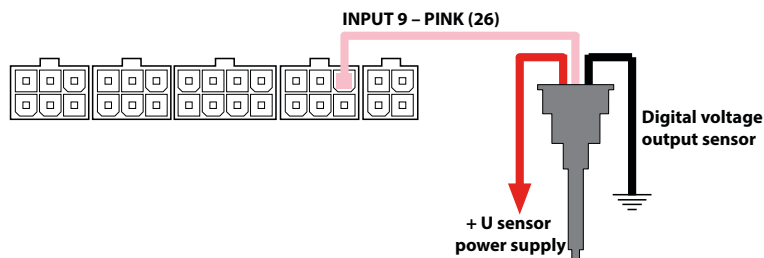 INPUT 9 – PINK (26)
Digital voltage
output sensor
+ U sensor
power supply